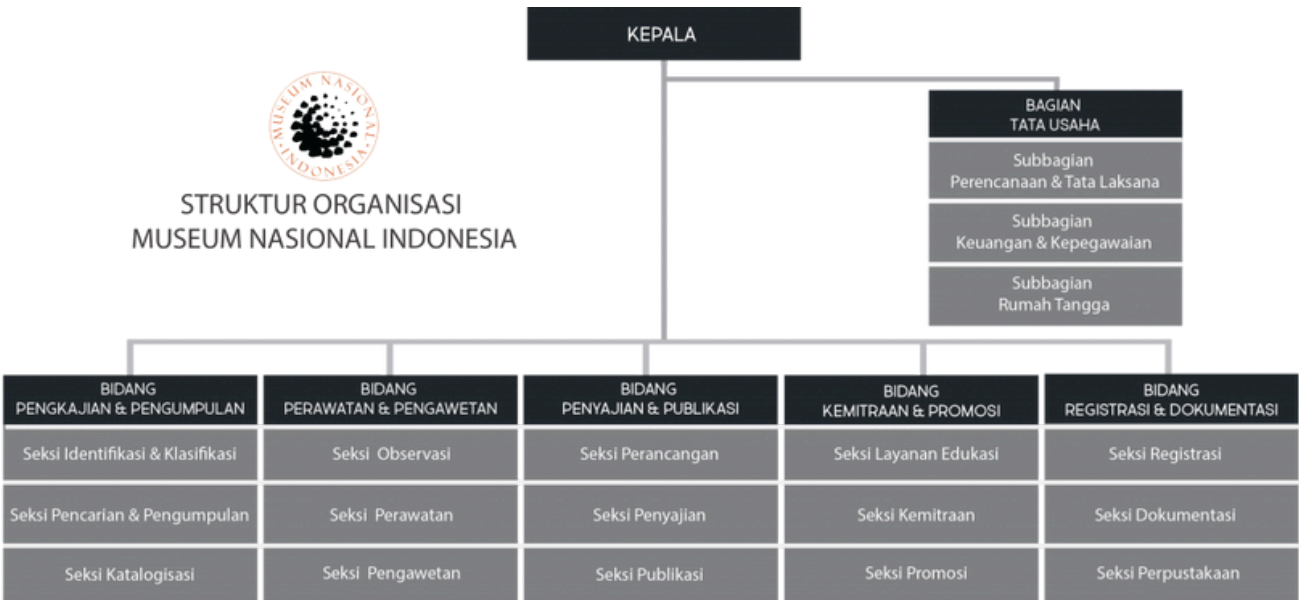 KEPALA
MUSEUM NASIONAL INDONESIA
STRUKTUR ORGANISASI
MUSEUM NASIONAL INDONESIA
BAGIAN
TATA USAHA
Subbagian
Perencanaan & Tata Laksana
Subbagian
Keuangan & Kepegawaian
Subbagian
Rumah Tangga
BIDANG
PENGKAJIAN & PENGUMPULAN
Seksi Identifikasi & Klasifikasi
Seksi Pencarian & Pengumpulan
Seksi Katalogisasi
BIDANG
PERAWATAN & PENGAWETAN
Seksi Observasi
Seksi Perawatan
Seksi Pengawetan
BIDANG
PENYAJIAN & PUBLIKASI
Seksi Perancangan
Seksi Penyajian
Seksi Publikasi
BIDANG
KEMITRAAN & PROMOSI
Seksi Layanan Edukasi
Seksi Kemitraan
Seksi Promosi
BIDANG
REGISTRASI & DOKUMENTASI
Seksi Registrasi
Seksi Dokumentasi
Seksi Perpustakaan